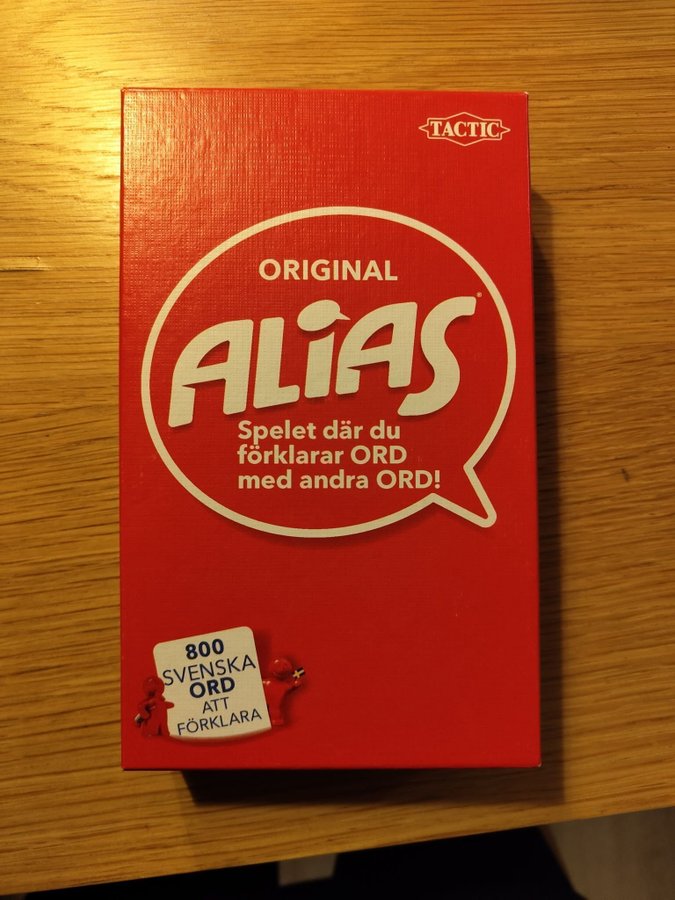 TACTIC
ORIGINAL
ALiAS®
Spelet där du
förklarar ORD
med andra ORD!
800
SVENSKA
ORD
ATT
FÖRKLARA